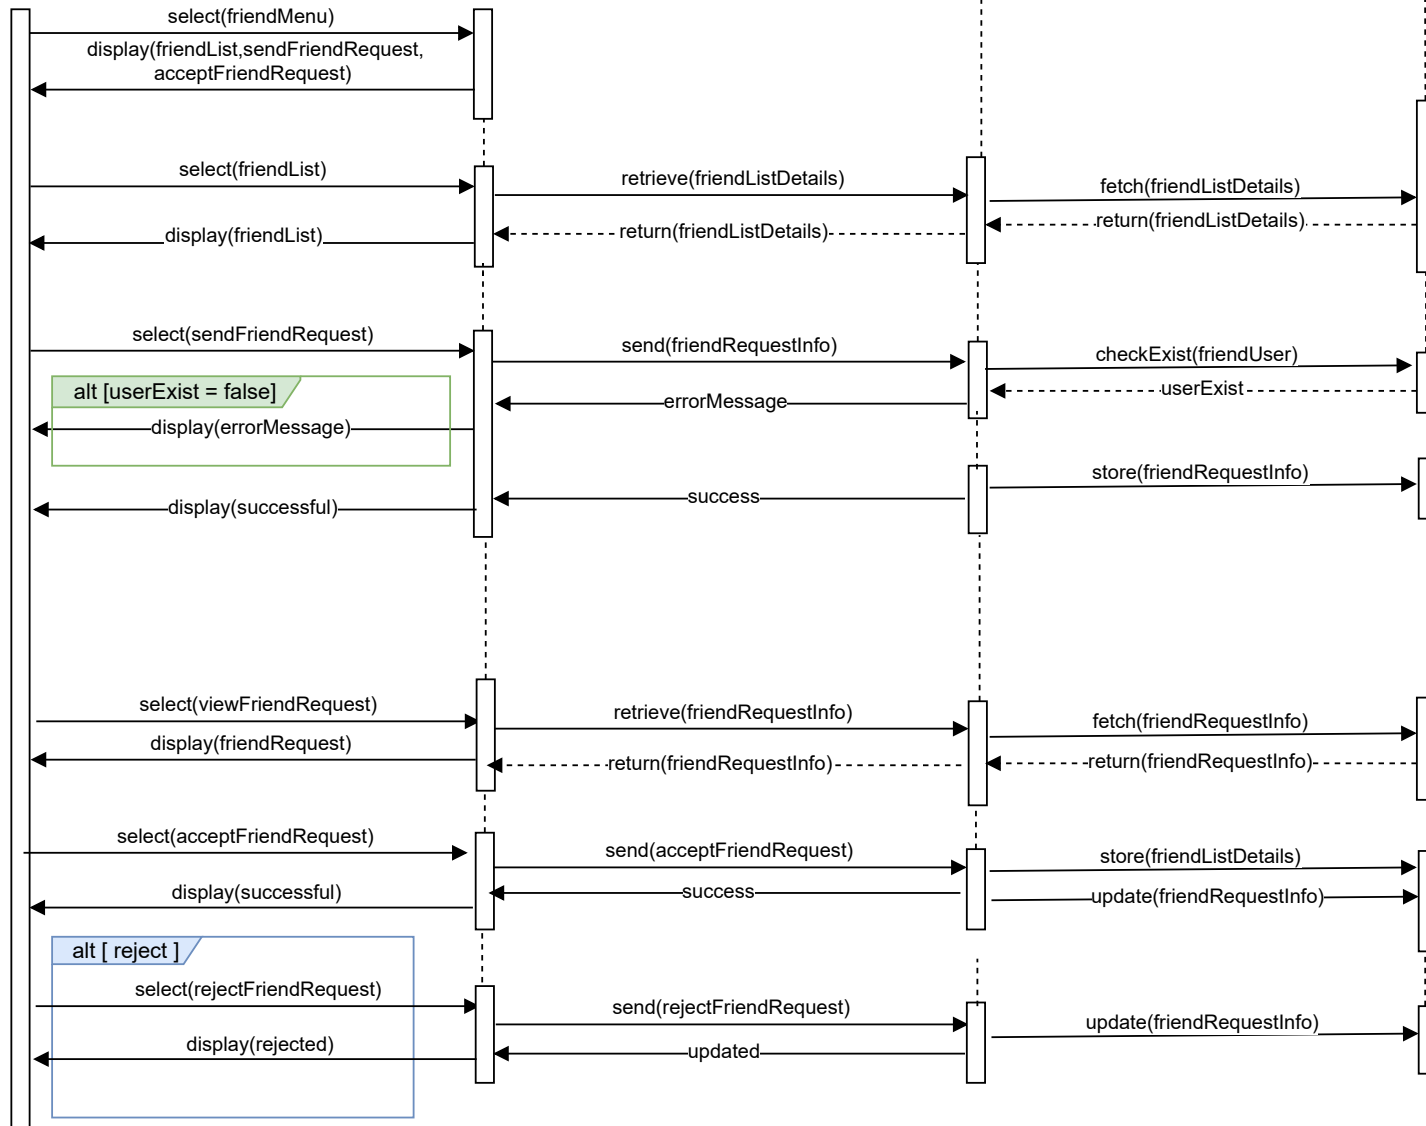 select(friendMenu)
display(friendList,sendFriendRequest,
acceptFriendRequest)
select(friendList)
retrieve(friendListDetails)
fetch(friendListDetails)
display(friendList)
return(friendListDetails)
return(friendListDetails)
select(sendFriendRequest)
send(friendRequestInfo)
checkExist(friendUser)
alt [userExist = false]
errorMessage
userExist
display(errorMessage)
store(friendRequestInfo)
display(successful)
success
select(viewFriendRequest)
retrieve(friendRequestInfo)
fetch(friendRequestInfo)
display(friendRequest)
return(friendRequestInfo)
return(friendRequestInfo)
select(acceptFriendRequest)
send(acceptFriendRequest)
store(friendListDetails)
display(successful)
success
update(friendRequestInfo)
alt [ reject ]
select(rejectFriendRequest)
send(rejectFriendRequest)
update(friendRequestInfo)
display(rejected)
updated